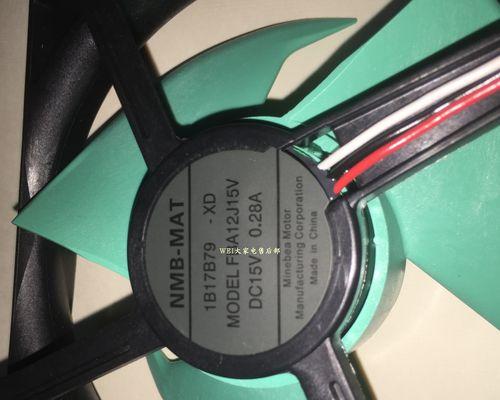 NMB-MAT
1B17B79 -XD
MODEL FBA12J15V
DC15V 0.28A
Minebea Motor
Manufacturing Corporation
Made in China
WEI大家电售后部